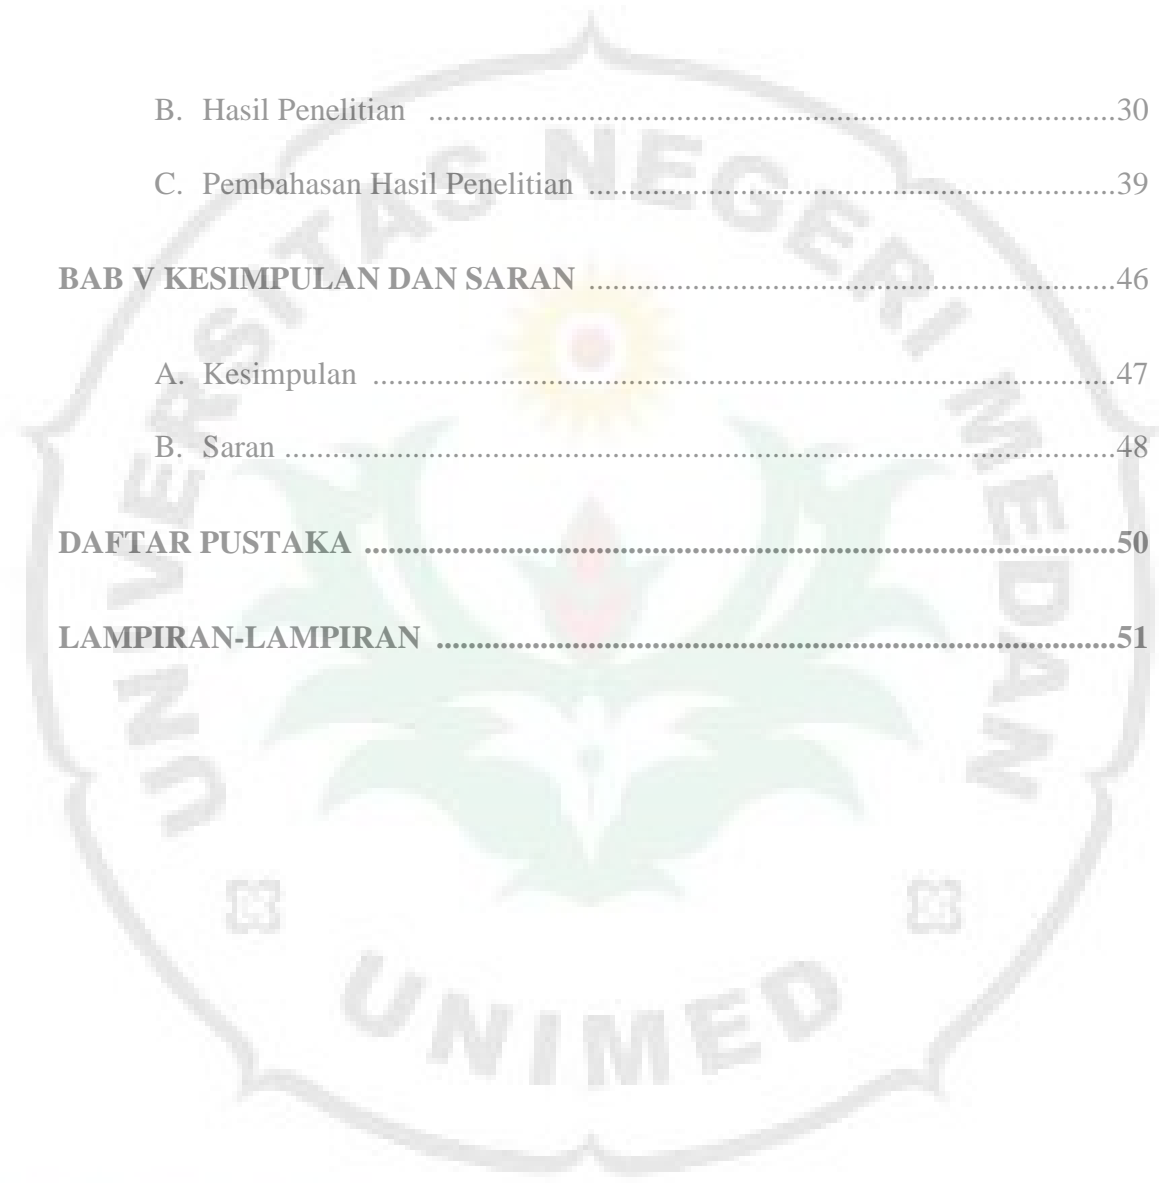 B. Hasil Penelitian ........................................................................................30
C. Pembahasan Hasil Penelitian ....................................................................39
BAB V KESIMPULAN DAN SARAN ....................................................................46
A. Kesimpulan ................................................................................................47
B. Saran ............................................................................................................48
DAFTAR PUSTAKA ................................................................................................50
LAMPIRAN-LAMPIRAN ........................................................................................51
UNIVERSITAS NEGERI MEDAN
UNIMED